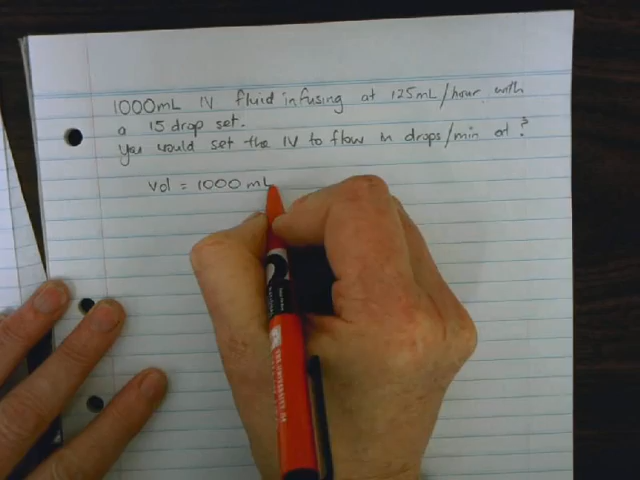 1000mL IV fluid infusing at 125mL/hour with
a 15 drop set.
You would set the IV to flow in drops/min at ?
Vol = 1000 mL